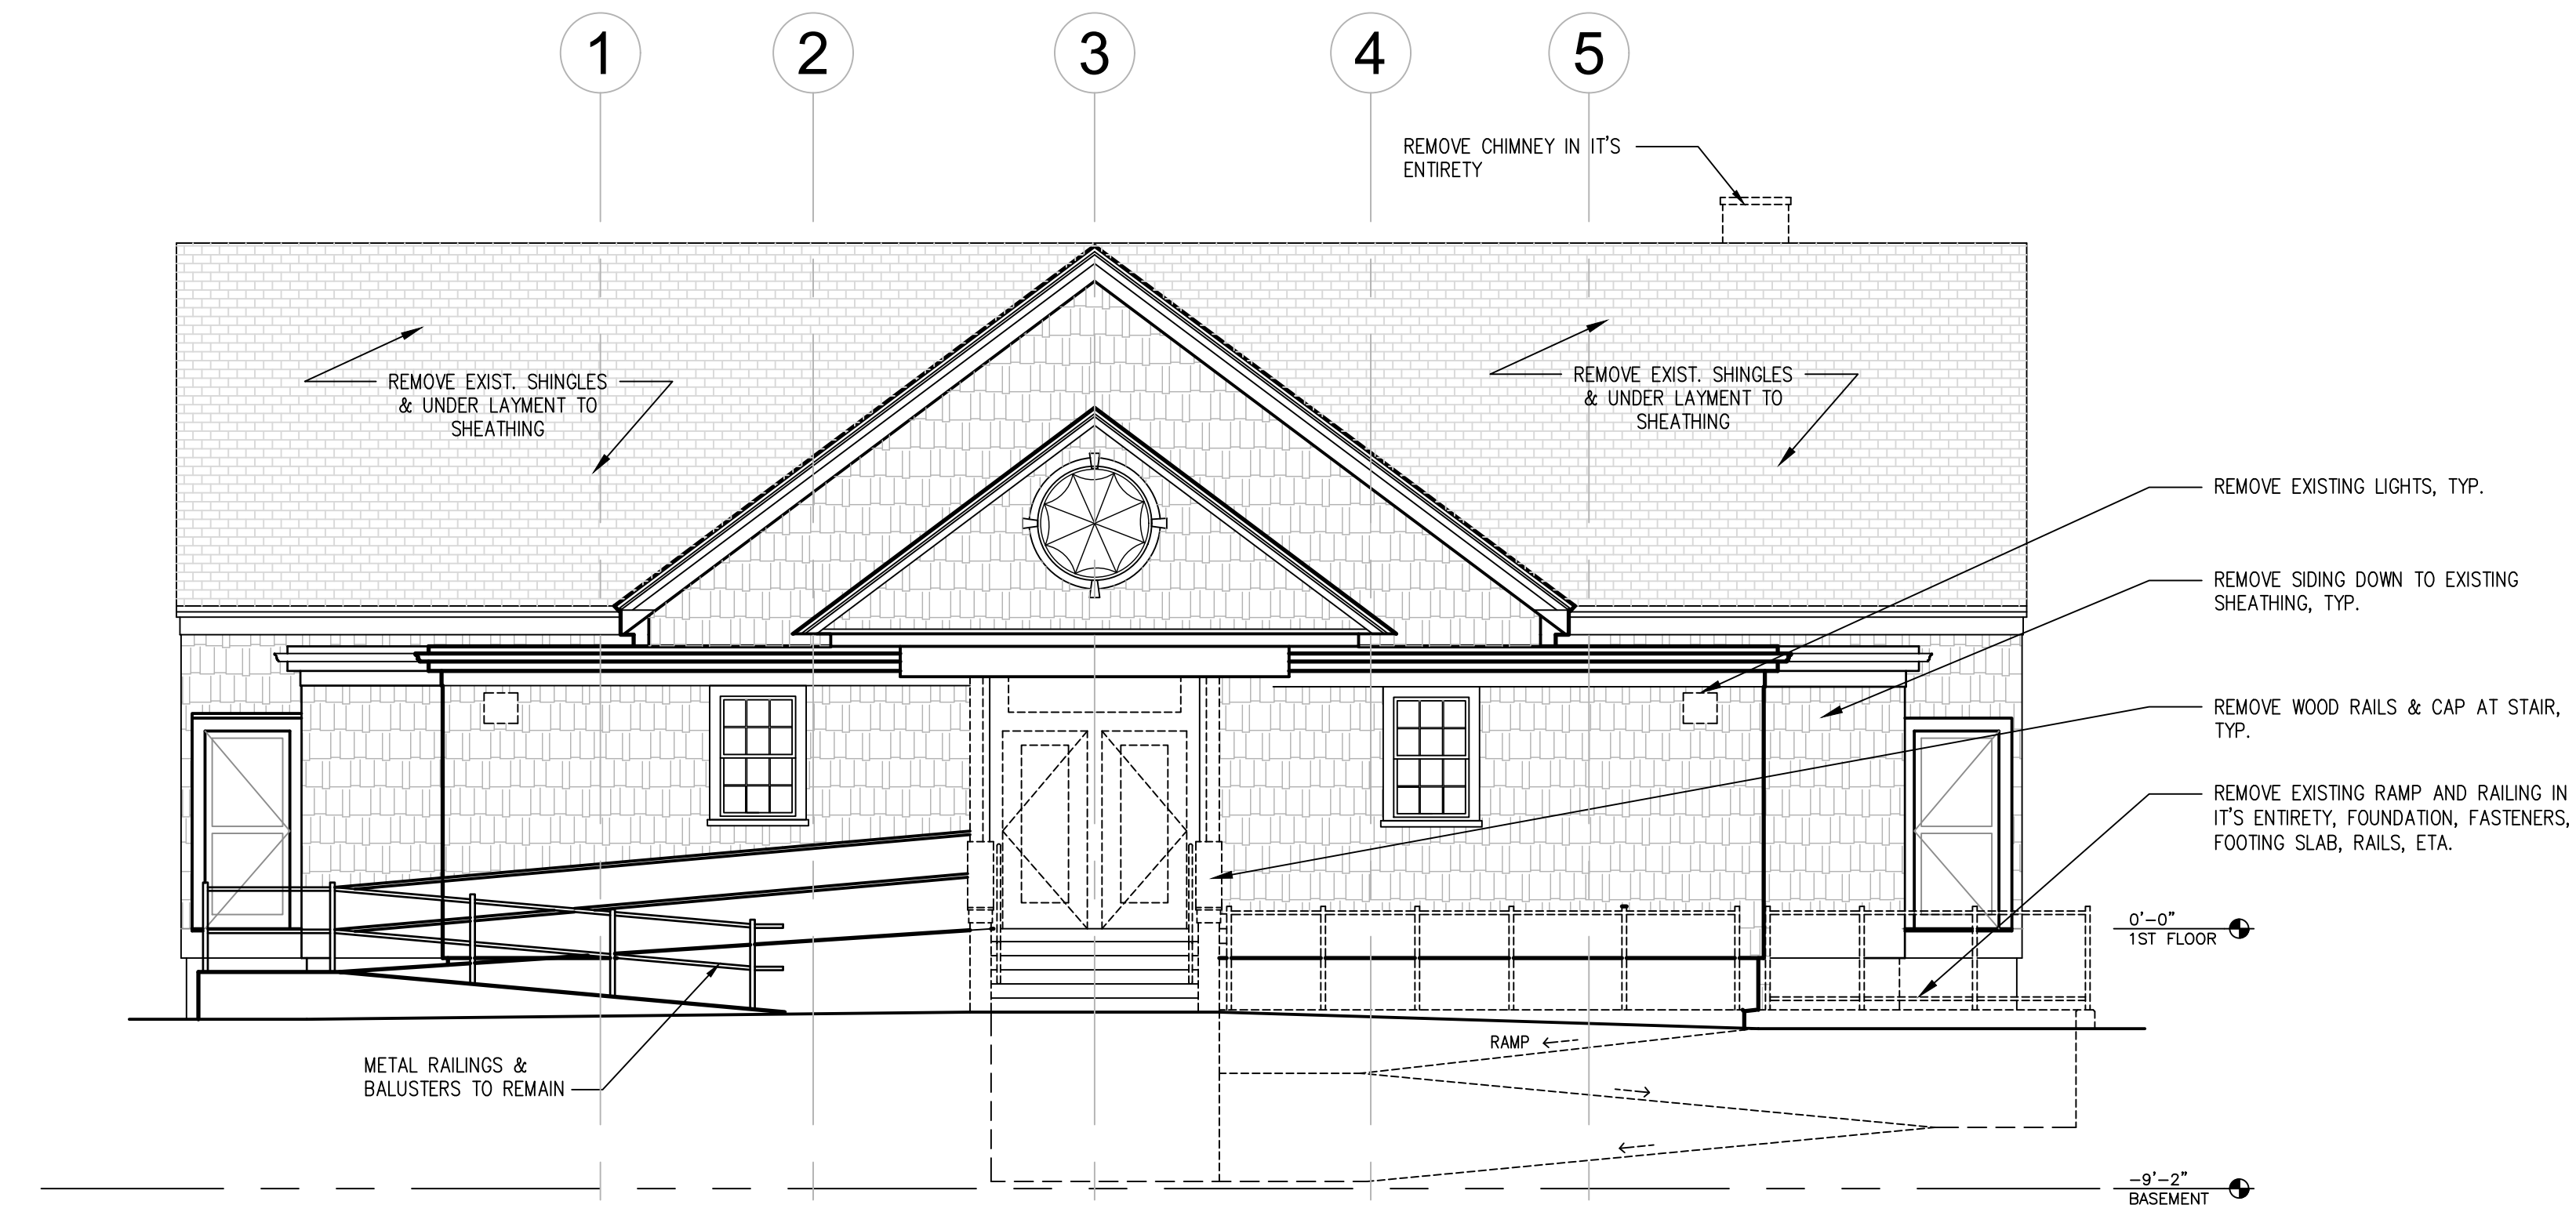 1 2 3 4 5
REMOVE CHIMNEY IN IT'S
ENTIRETY
REMOVE EXIST. SHINGLES
& UNDER LAYMENT TO
SHEATHING
REMOVE EXIST. SHINGLES
& UNDER LAYMENT TO
SHEATHING
REMOVE EXISTING LIGHTS, TYP.
REMOVE SIDING DOWN TO EXISTING
SHEATHING, TYP.
REMOVE WOOD RAILS & CAP AT STAIR,
TYP.
REMOVE EXISTING RAMP AND RAILING IN
IT'S ENTIRETY, FOUNDATION, FASTENERS,
FOOTING SLAB, RAILS, ETA.
0'-0"
1ST FLOOR
RAMP
METAL RAILINGS &
BALUSTERS TO REMAIN
-9'-2"
BASEMENT